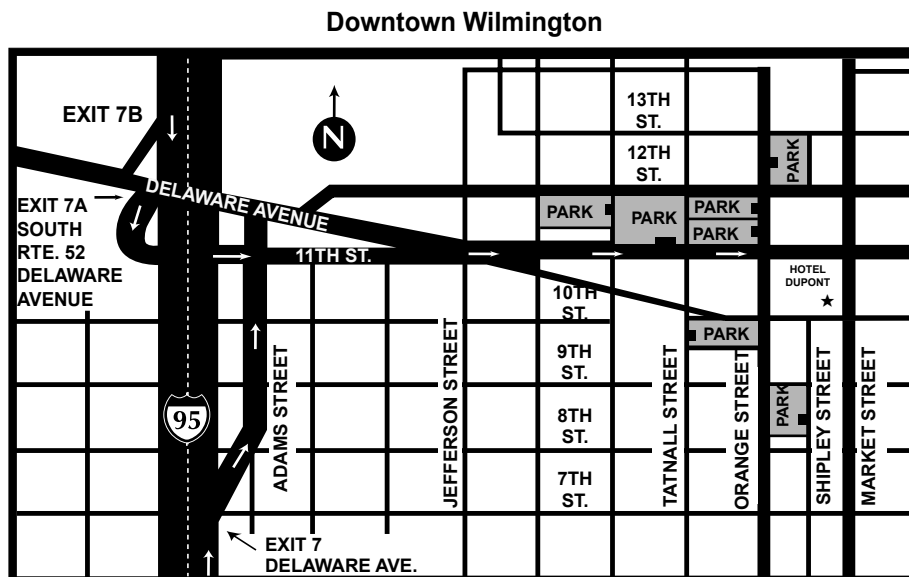 Downtown Wilmington
EXIT 7B
N
13TH
ST.
12TH
ST.
PARK
DELAWARE AVENUE
EXIT 7A
SOUTH
RTE. 52
DELAWARE
AVENUE
PARK
PARK
PARK
PARK
11TH ST.
HOTEL
DUPONT
10TH
ST.
PARK
9TH
ST.
8TH
ST.
7TH
ST.
95
ADAMS STREET
JEFFERSON STREET
TATNALL STREET
ORANGE STREET
PARK
SHIPLEY STREET
MARKET STREET
EXIT 7
DELAWARE AVE.